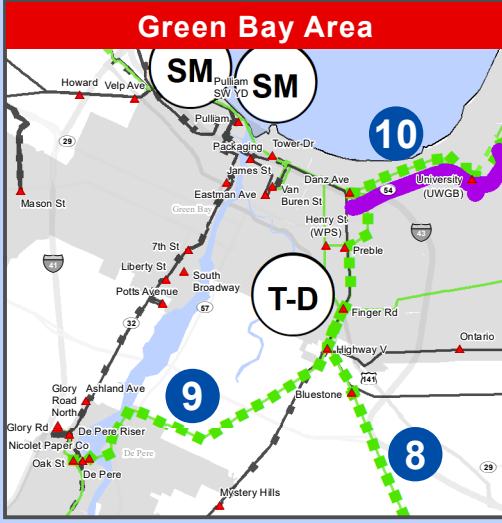 Green Bay Area
SM
SM
Howard
Velp Ave
Pulliam
SW YD
Pulliam
10
29
Packaging
Tower Dr
James St
Danz Ave
University
(UWGB)
54
Mason St
Eastman Ave
Van
Buren St
Green Bay
Henry St
(WPS)
43
7th St
Preble
41
Liberty St
South
Broadway
Potts Avenue
T-D
57
32
Finger Rd
Ontario
Highway V
141
Glory
Road
North
Ashland Ave
9
Bluestone
Glory Rd
De Pere Riser
Nicolet Paper Co
De Pere
8
Oak St
De Pere
29
Mystery Hills